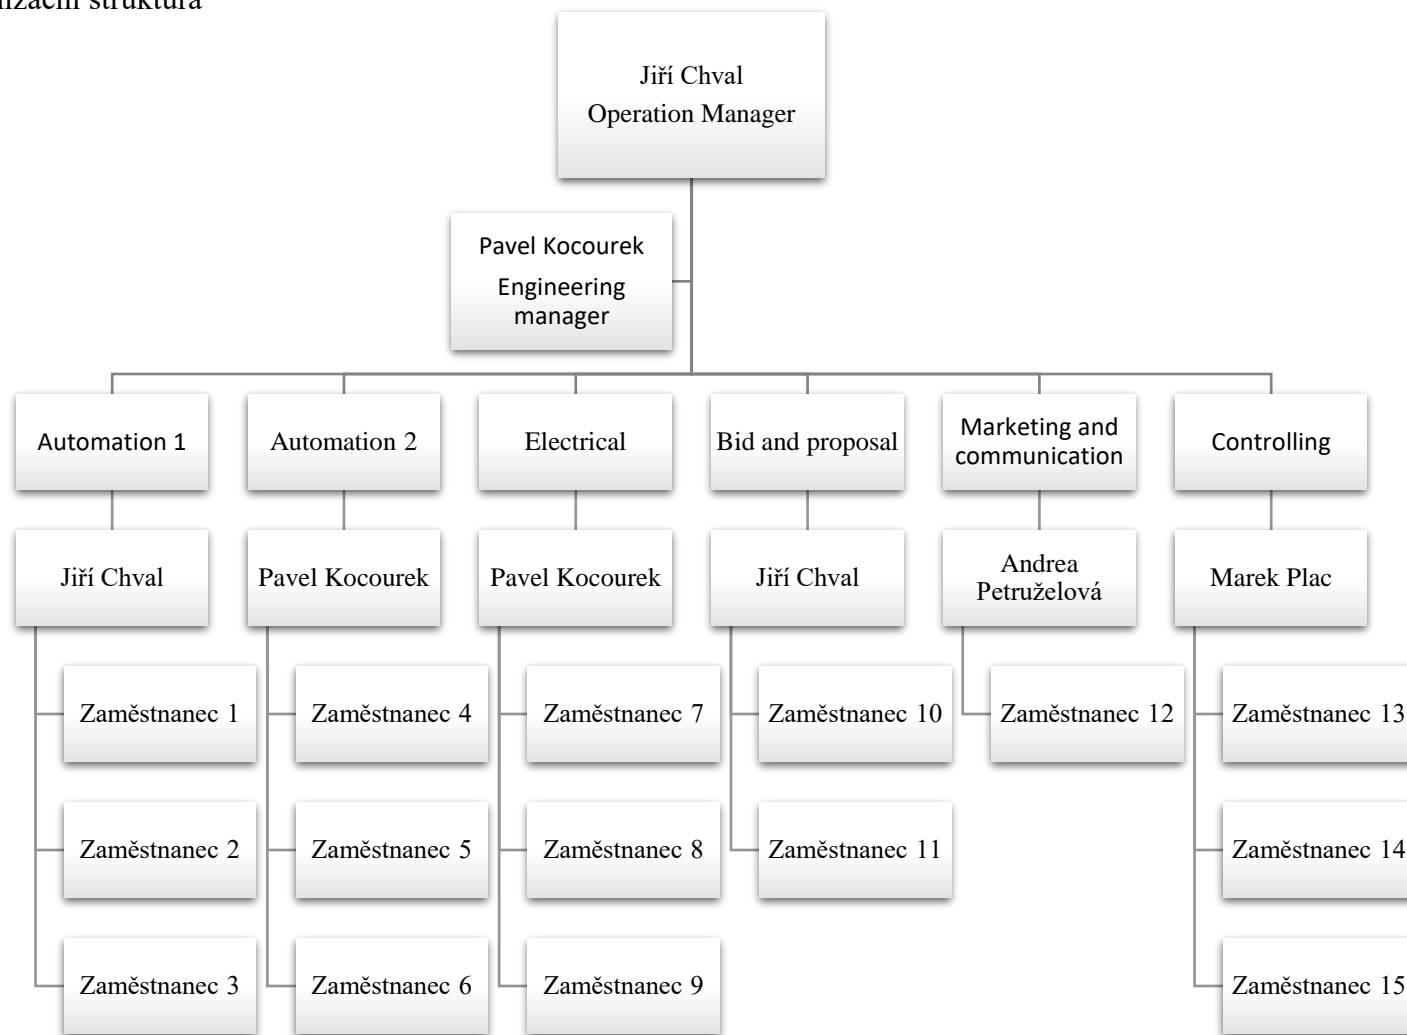 struktura
Jiří Chval
Operation Manager
Pavel Kocourek
Engineering
manager
Automation 1
Automation 2
Electrical
Bid and proposal
Marketing and
communication
Controlling
Jiří Chval
Pavel Kocourek
Pavel Kocourek
Jiří Chval
Andrea
Petruželová
Marek Plac
Zaměstnanec 1
Zaměstnanec 4
Zaměstnanec 7
Zaměstnanec 10
Zaměstnanec 12
Zaměstnanec 13
Zaměstnanec 2
Zaměstnanec 5
Zaměstnanec 8
Zaměstnanec 11
Zaměstnanec 14
Zaměstnanec 3
Zaměstnanec 6
Zaměstnanec 9
Zaměstnanec 15